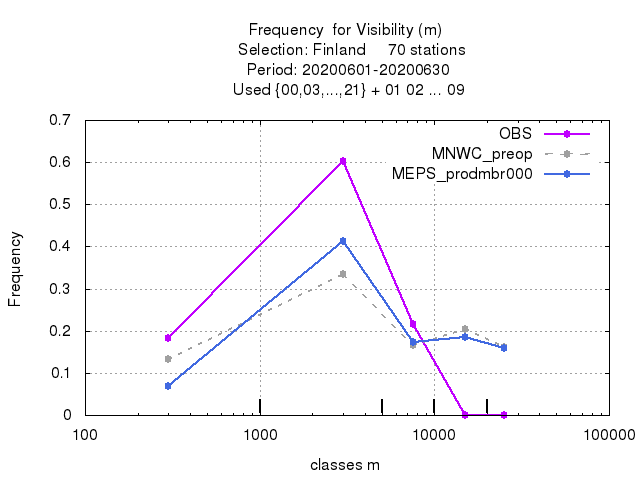 Frequency for Visibility (m)
Selection: Finland 70 stations
Period: 20200601-20200630
Used {00,03,...,21} + 01 02 ... 09
OBS
MNWC_preop
MEPS_prodmbr000
0.7
0.6
0.5
0.4
0.3
0.2
0.1
0
Frequency
100 1000 10000 100000
classes m